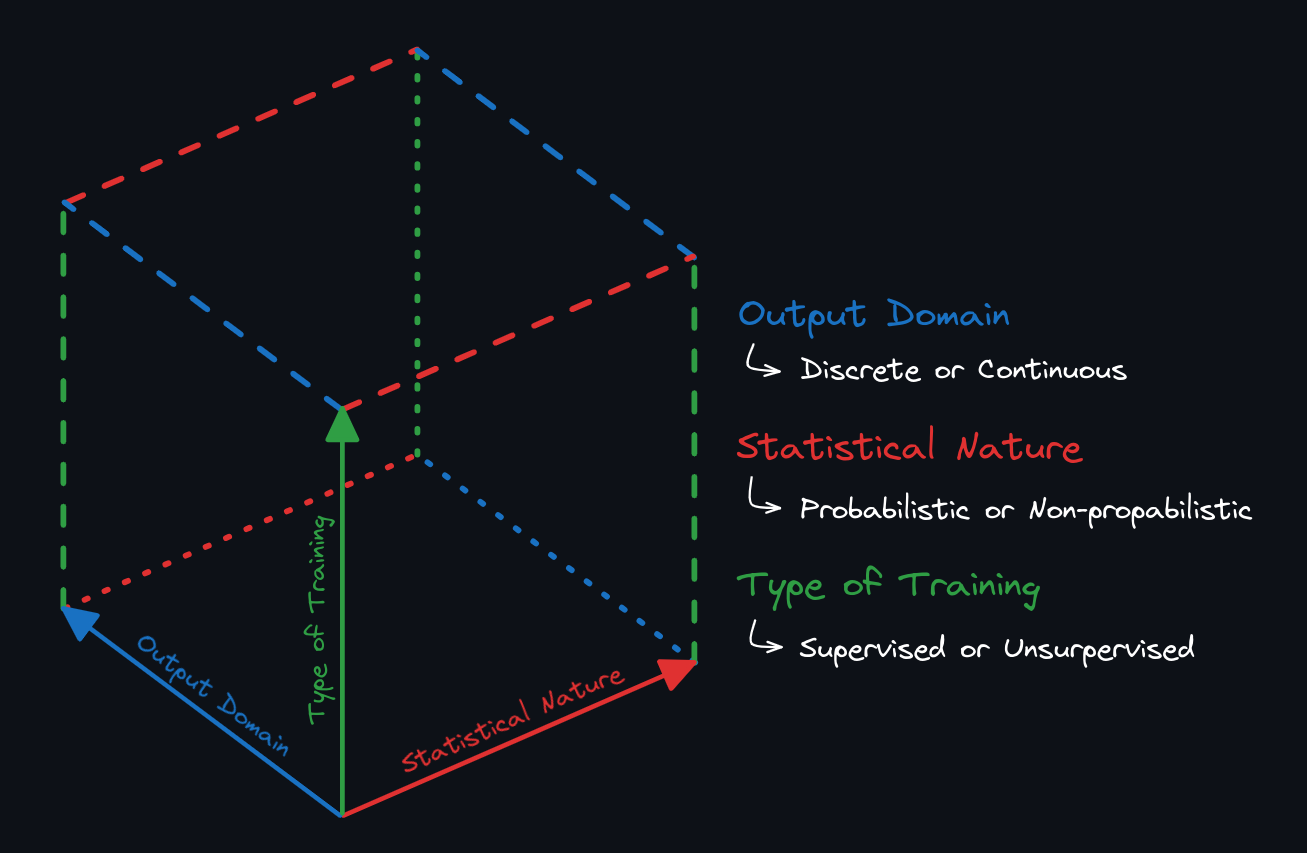 Output Domain
Discrete or Continuous
Statistical Nature
Probabilistic or Non-propabilistic
Type of Training
Supervised or Unsurpervised
Type of Training
Output Domain
Statistical Nature